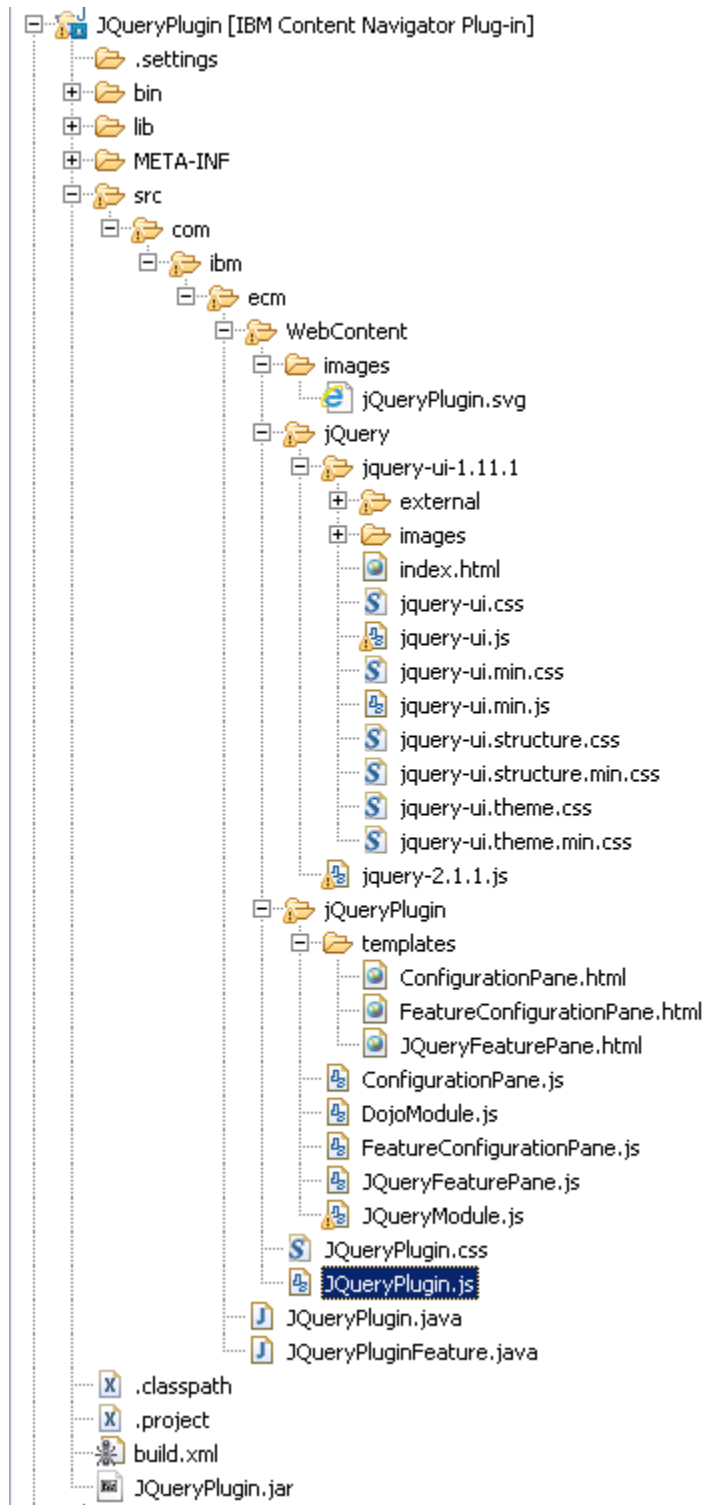 JQueryPlugin [IBM Content Navigator Plug-in]
.settings
bin
lib
META-INF
src
com
ibm
ecm
WebContent
images
jQueryPlugin.svg
jQuery
jquery-ui-1.11.1
external
images
index.html
jquery-ui.css
jquery-ui.js
jquery-ui.min.css
jquery-ui.min.js
jquery-ui.structure.css
jquery-ui.structure.min.css
jquery-ui.theme.css
jquery-ui.theme.min.css
jquery-2.1.1.js
jQueryPlugin
templates
ConfigurationPane.html
FeatureConfigurationPane.html
JQueryFeaturePane.html
ConfigurationPane.js
DojoModule.js
FeatureConfigurationPane.js
JQueryFeaturePane.js
JQueryModule.js
JQueryPlugin.css
JQueryPlugin.js
JQueryPlugin.java
JQueryPluginFeature.java
.classpath
.project
build.xml
JQueryPlugin.jar